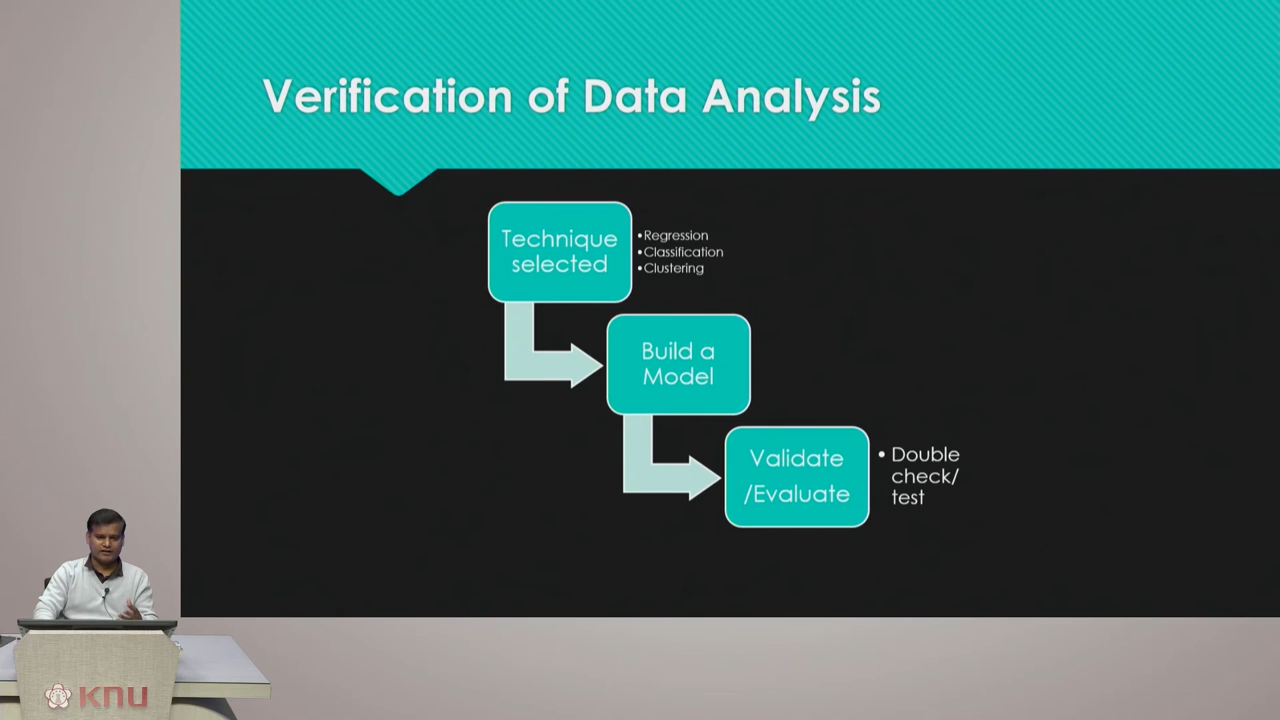 Verification of Data Analysis
Technique
selected
•Regression
•Classification
•Clustering
Build a
Model
Validate
/Evaluate
• Double
check/
test
KNU